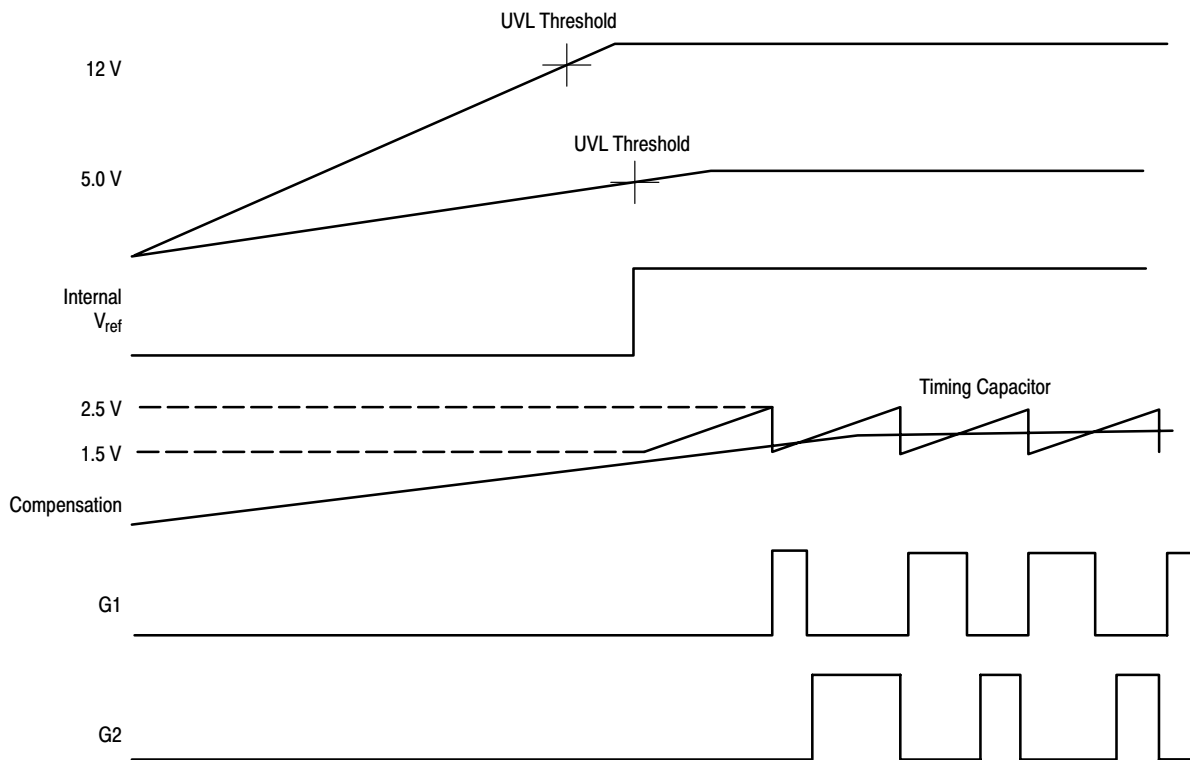 UVL Threshold
12 V
UVL Threshold
5.0 V
Internal
Vref
Timing Capacitor
2.5 V
1.5 V
Compensation
G1
G2